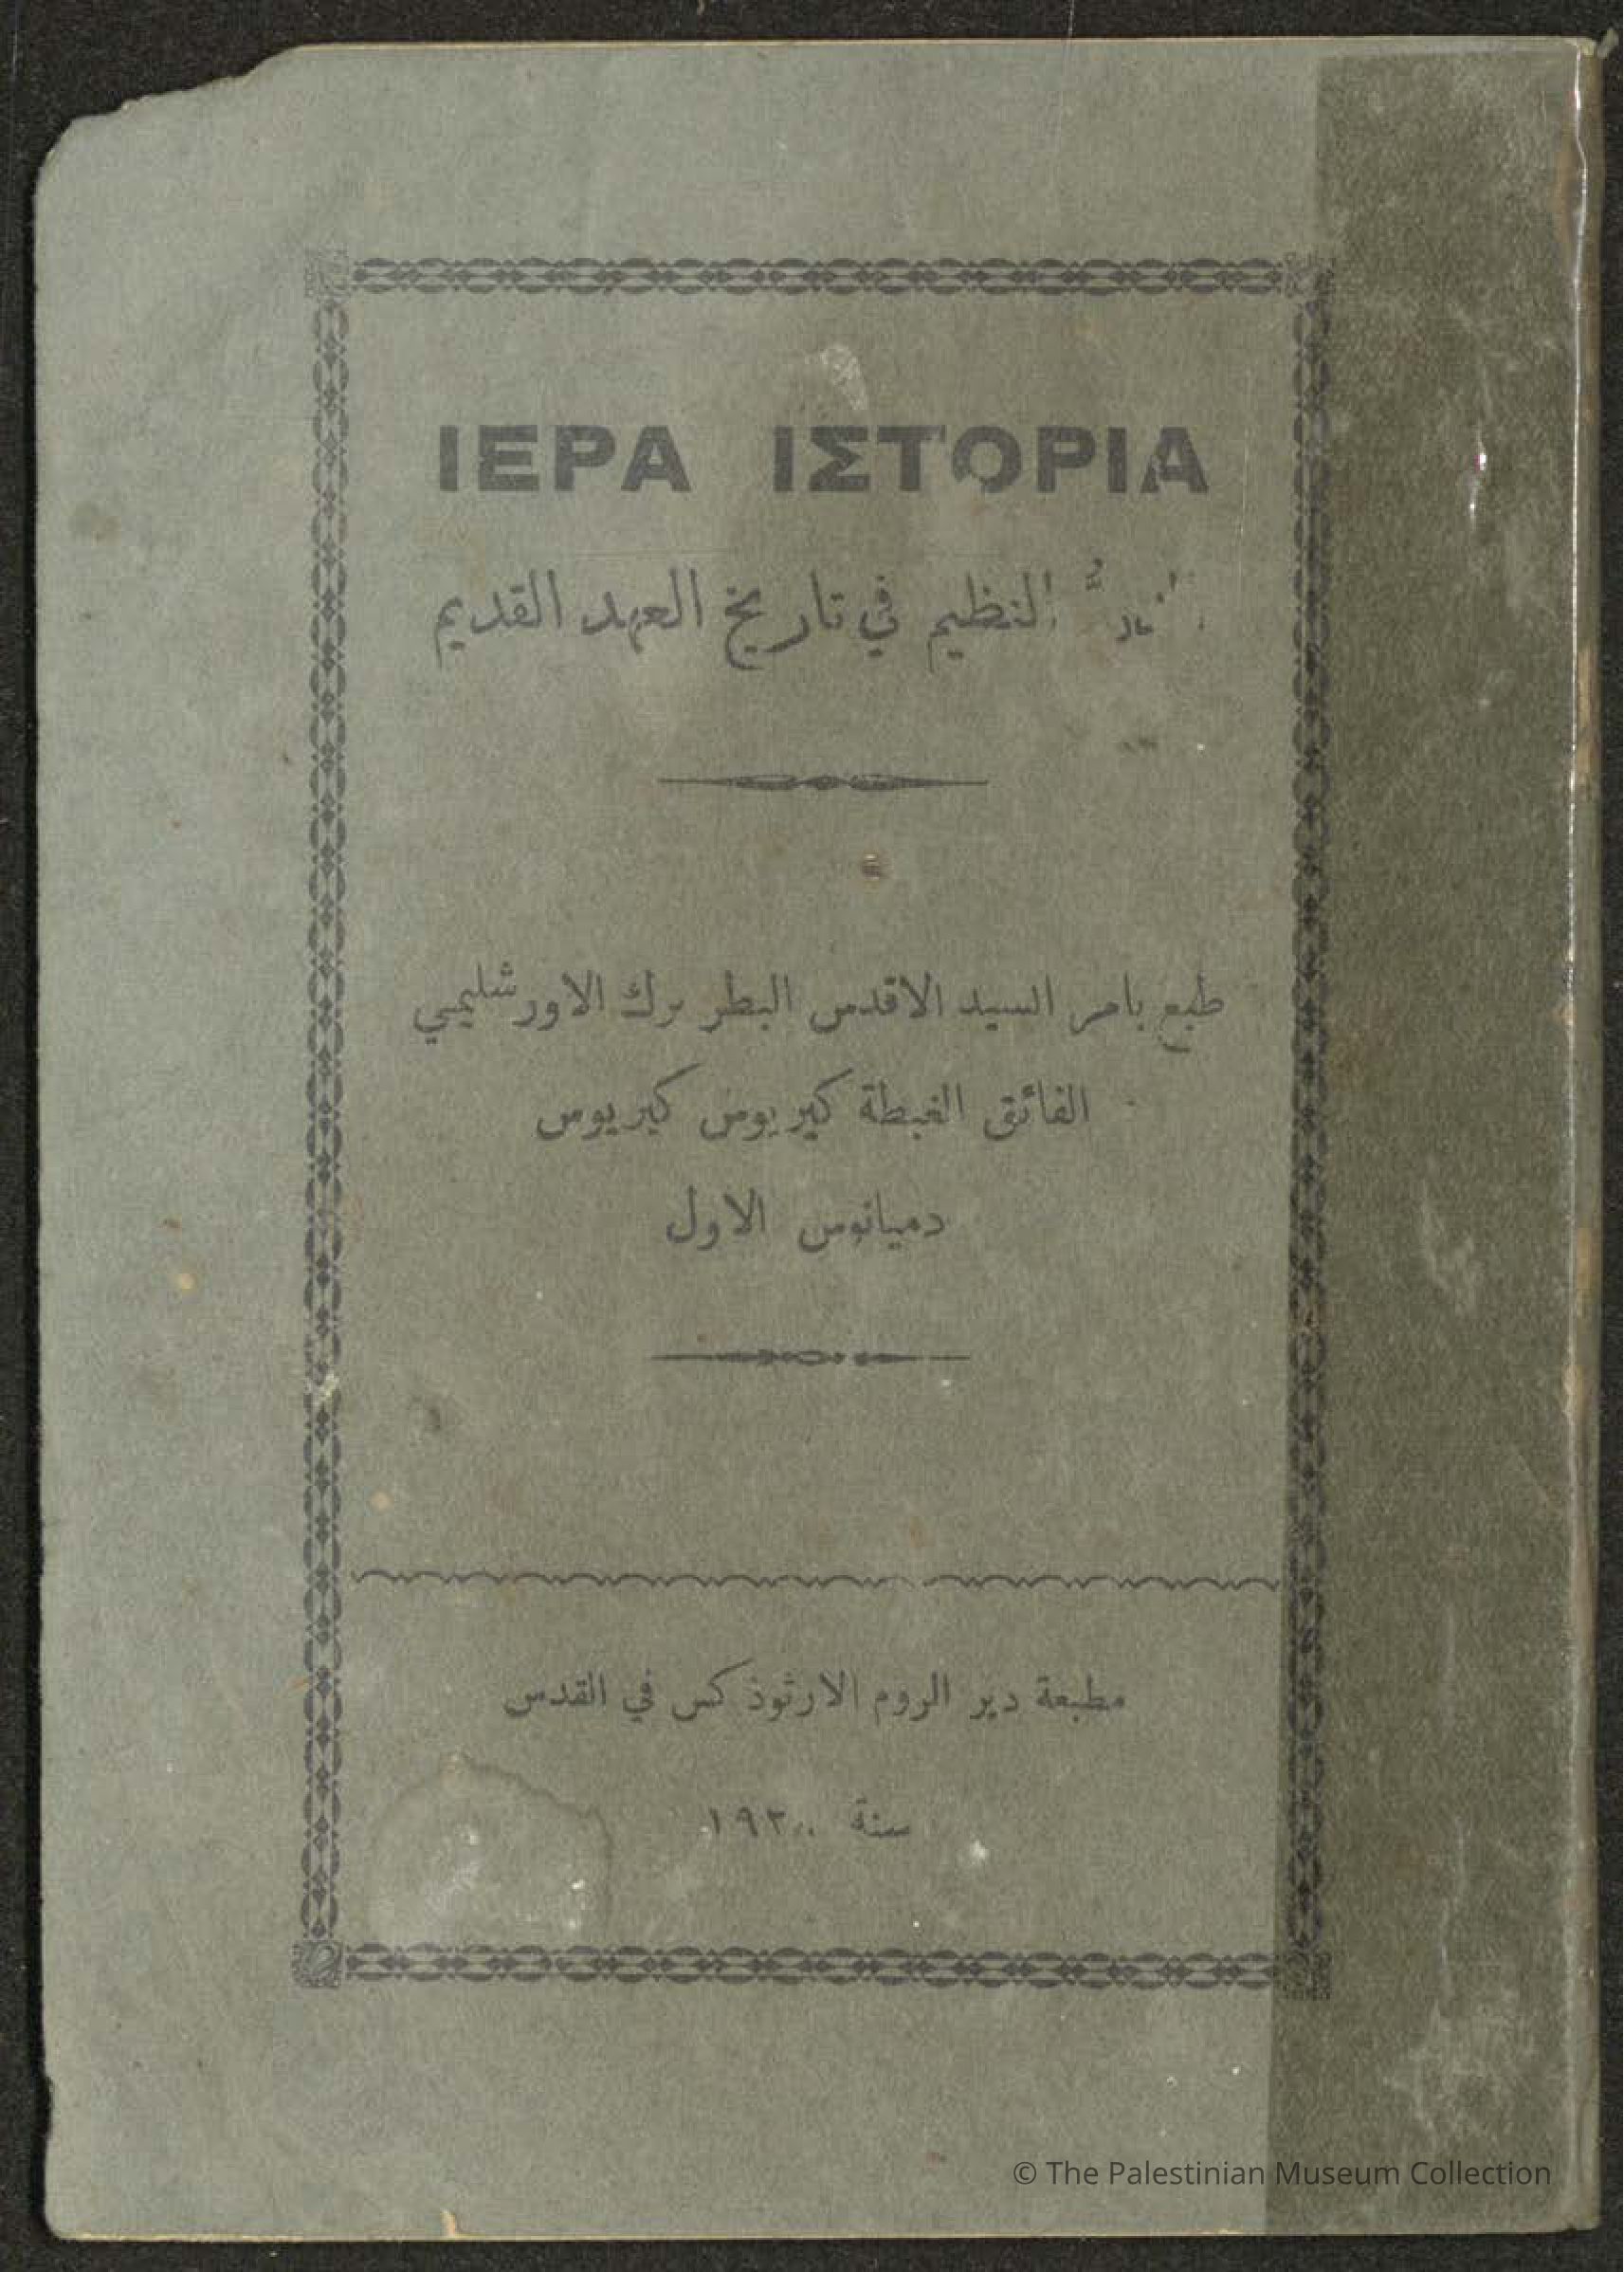 ΙΕΡΑ ΙΣΤΟΡΙΑ
النظيم في تاريخ العهد القديم
طبع بامر السيد الاقدس البطريرك الاورشليمي
الفائق الغبطة كيريوس كيريوس
دميانوس الاول
مطبعة دير الروم الارثوذكس في القدس
سنة
© The Palestinian Museum Collection